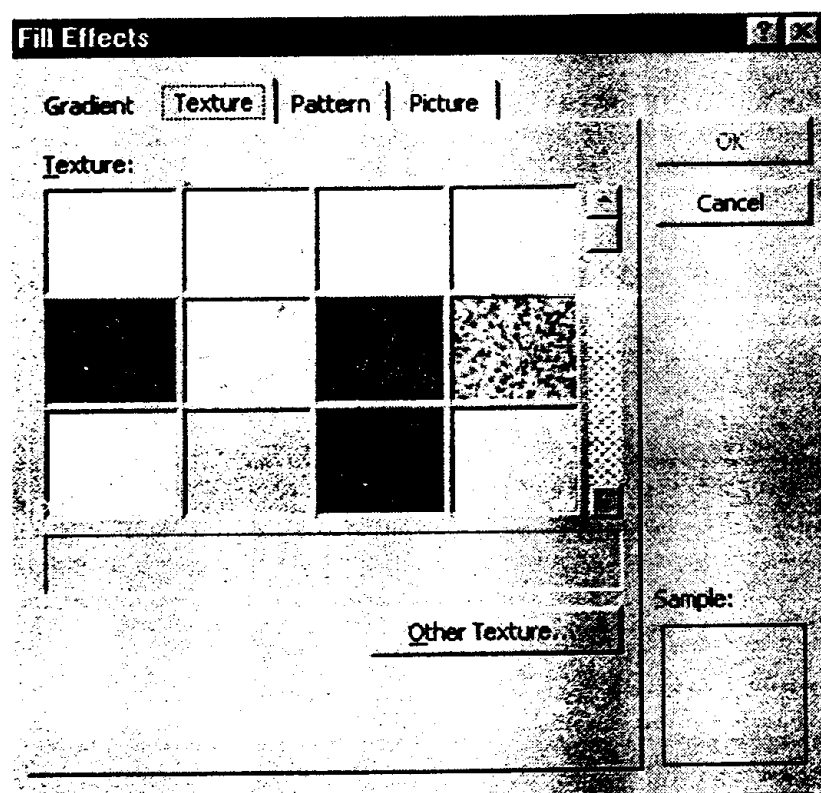 Fill Effects
Gradient Texture Pattern Picture
Texture:
OK
Cancel
Other Texture...
Sample: